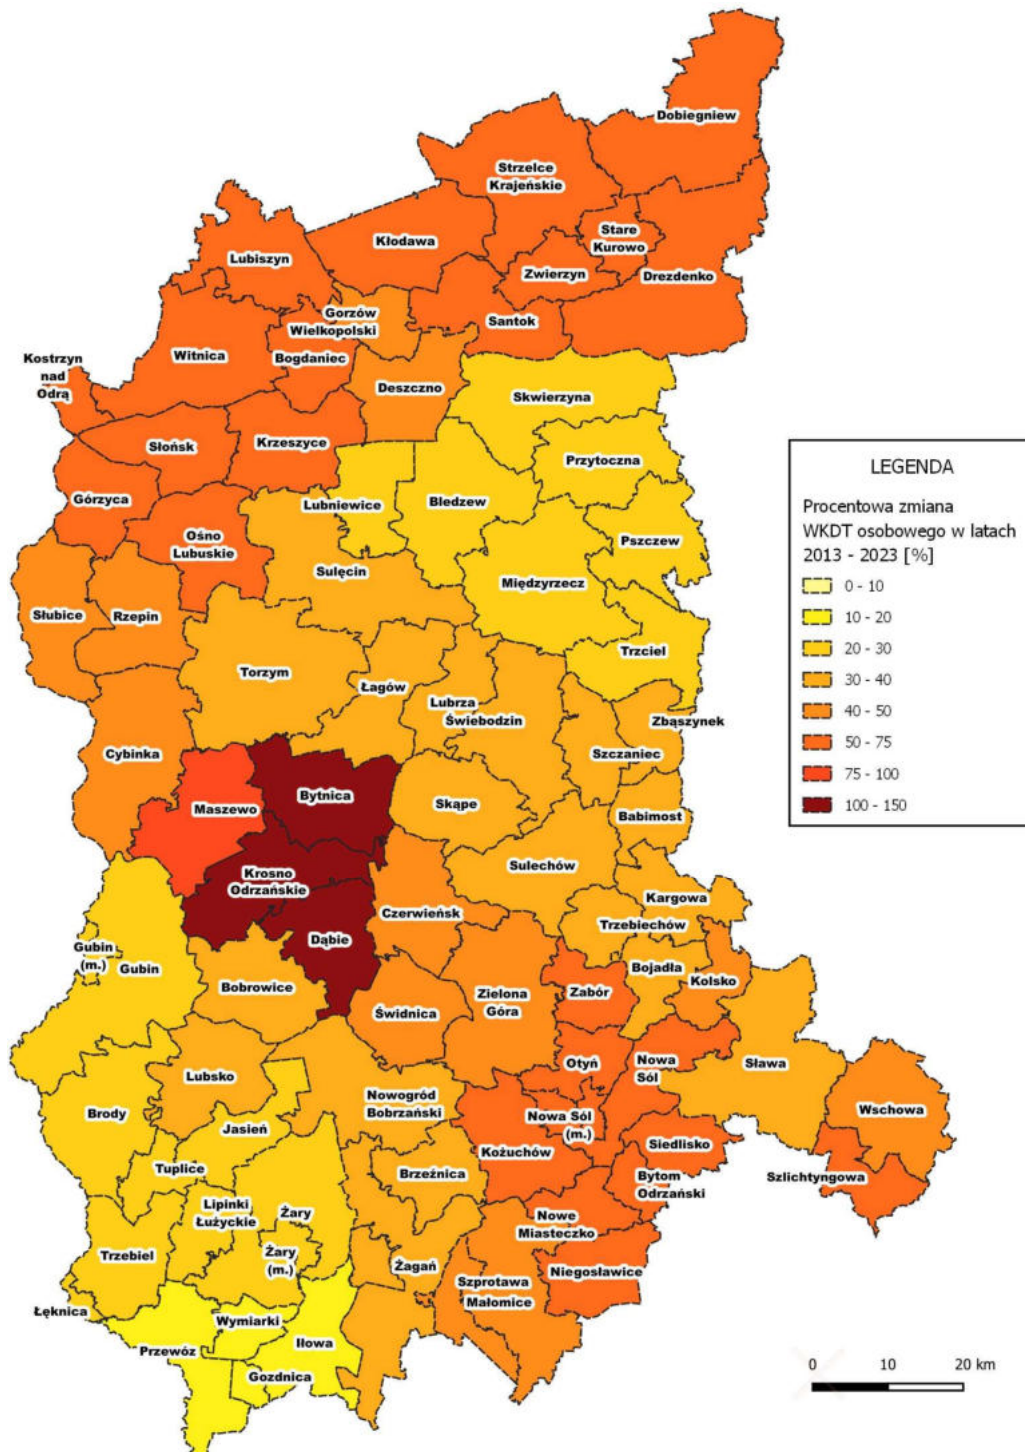 Dobiegniew
Strzelce
Krajeńskie
Stare
Kurowo
Kłodawa
Lubiszyn
Zwierzyn
Drezdenko
Gorzów
Wielkopolski
Santok
Witnica
Bogdaniec
Kostrzyn
nad
Odrą
Deszczno
Skwierzyna
Słońsk
Krzeszyce
Przytoczna
Górzyca
Lubniewice
Bledzew
Ośno
Lubuskie
Pszczew
Sulęcin
Międzyrzecz
Słubice
Rzepin
Trzciel
Torzym
Łagów
Lubrza
Świebodzin
Zbąszynek
Cybinka
Szczaniec
Bytnica
Skąpe
Maszewo
Babimost
Sulechów
Krosno
Odrzańskie
Kargowa
Czerwieńsk
Trzebiechów
Dąbie
Gubin
(m.)
Gubin
Bojadła
Bobrowice
Zielona
Góra
Zabór
Kolsko
Świdnica
Otyń
Nowa
Sól
Sława
Lubsko
Nowogród
Bobrzański
Wschowa
Brody
Jasień
Nowa Sól
(m.)
Siedlisko
Kożuchów
Tuplice
Brzeźnica
Bytom
Odrzański
Szlichtyngowa
Lipinki
Łużyckie
Żary
Nowe
Miasteczko
Trzebiel
Żary
(m.)
Żagań
Niegosławice
Szprotawa
Małomice
Łęknica
Wymiarki
Iłowa
Przewóz
Gozdnica
LEGENDA
Procentowa zmiana
WKDT osobowego w latach
2013 - 2023 [%]
0 - 10
10 - 20
20 - 30
30 - 40
40 - 50
50 - 75
75 - 100
100 - 150
0 10 20 km